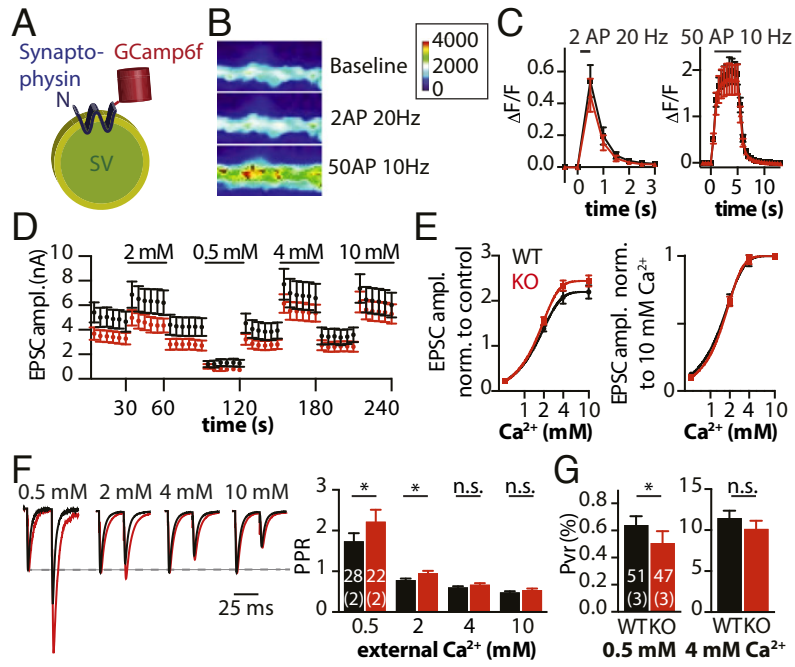 A
Synapto-
physin
GCamp6f
N
SV
B
4000
2000
0
Baseline
2AP 20Hz
50AP 10Hz
C
2 AP 20 Hz
50 AP 10 Hz
ΔF/F
0.6
0.4
0.2
0.0
0 1 2 3
time (s)
ΔF/F
2
1
0
0 5 10
time (s)
D
EPSC ampl. (nA)
10
8
6
4
2
0
2 mM
0.5 mM
4 mM
10 mM
30 60 120 180 240
time (s)
E
WT
KO
EPSC ampl.
norm. to control
3
2
1
0
1 2 4 10
Ca²⁺ (mM)
EPSC ampl. norm.
to 10 mM Ca²⁺
1
0
1 2 4 10
Ca²⁺ (mM)
F
0.5 mM
2 mM
4 mM
10 mM
25 ms
PPR
3
2
1
0
* * n.s. n.s.
28 22
(2) (2)
0.5 2 4 10
external Ca²⁺ (mM)
G
Pvr (%)
0.8
0.6
0.4
0.2
0.0
*
51 47
(3) (3)
WT KO
0.5 mM
15
10
5
0
n.s.
WT KO
4 mM Ca²⁺